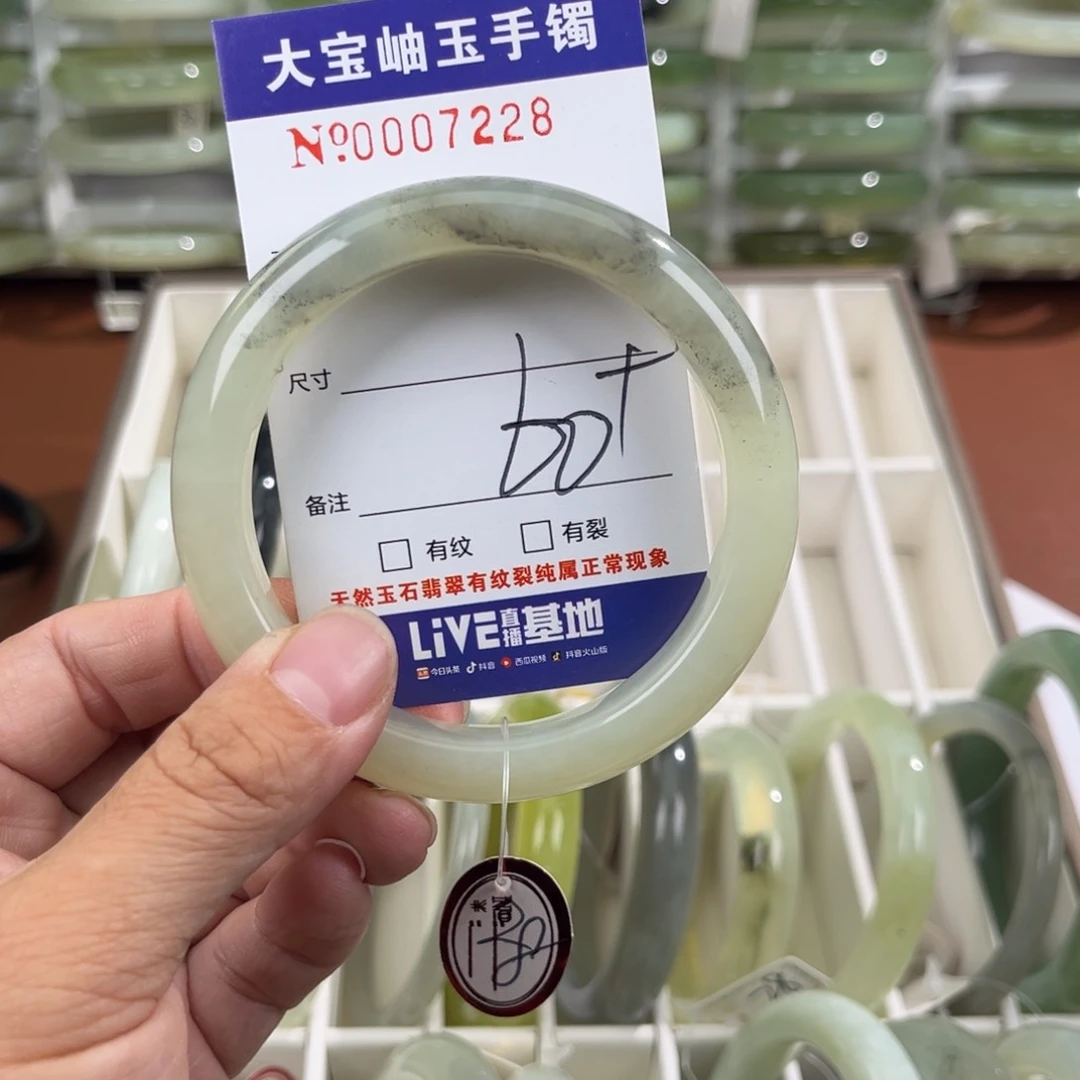 大宝岫玉手镯
Nº0007228
尺寸
60+
备注
有纹 有裂
天然玉石翡翠有纹裂纯属正常现象
LiVE直播基地
今日头条 抖音 西瓜视频 抖音火山版